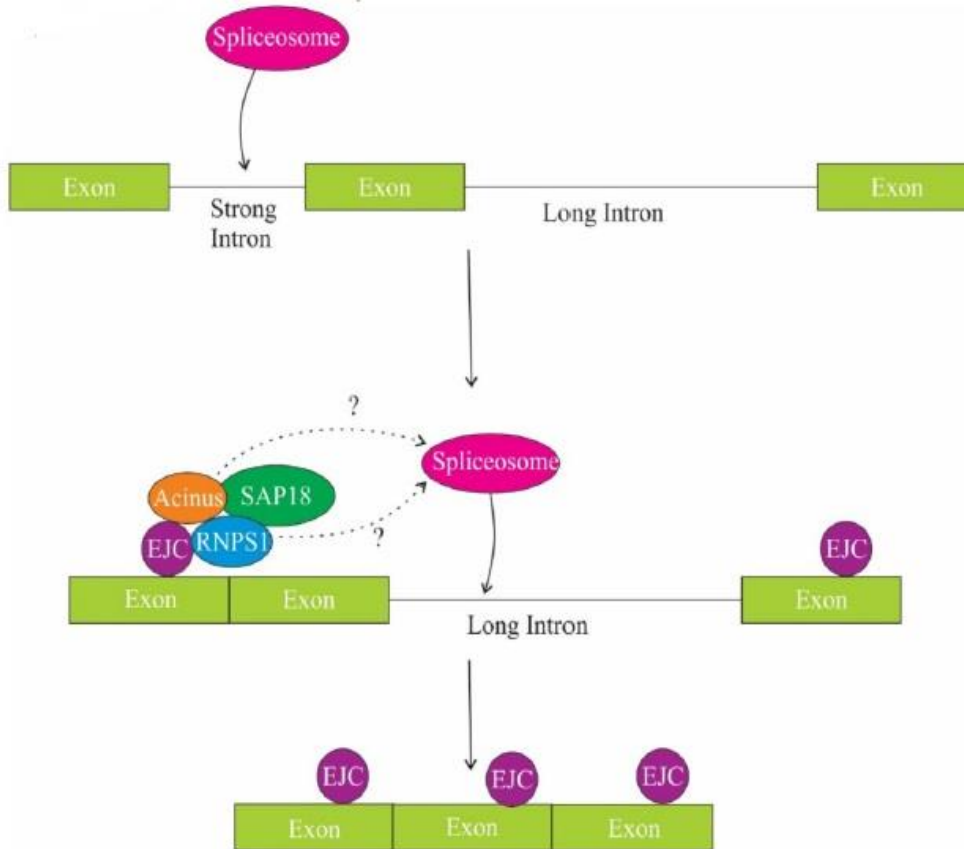 Spliceosome
Exon
Exon
Exon
Strong
Intron
Long Intron
?
Spliceosome
Acinus
SAP18
EJC
RNPS1
?
EJC
Exon
Exon
Exon
Long Intron
EJC
EJC
EJC
Exon
Exon
Exon